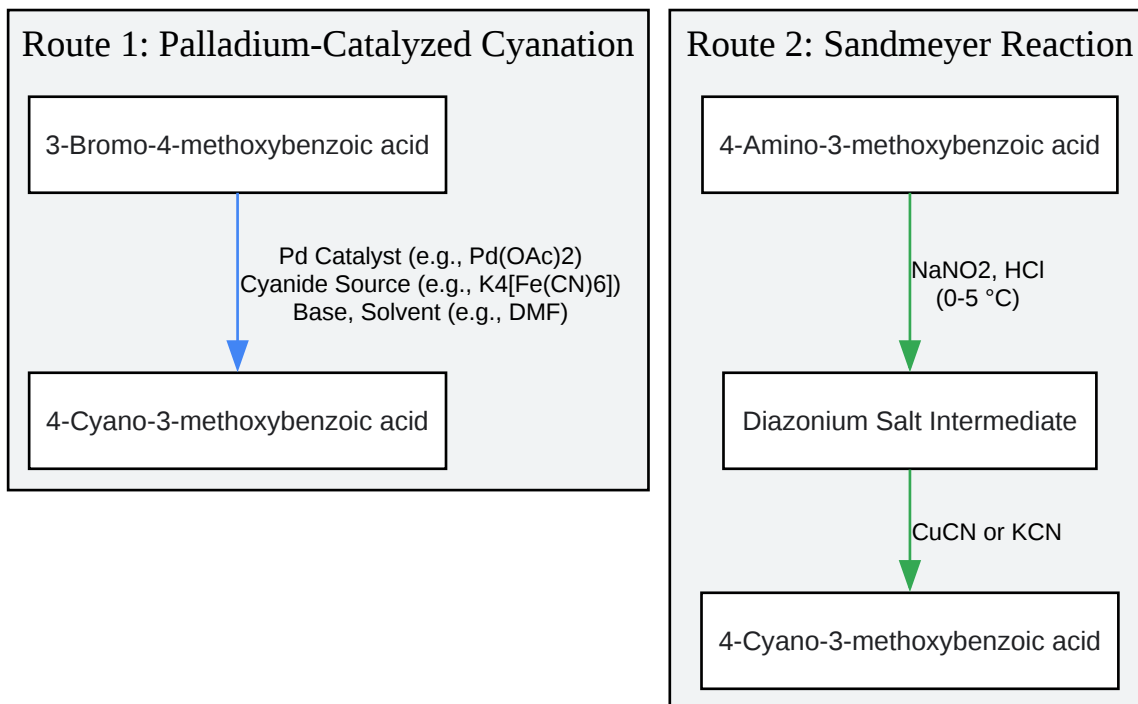 Route 1: Palladium-Catalyzed Cyanation
3-Bromo-4-methoxybenzoic acid
Pd Catalyst (e.g., Pd(OAc)2)
Cyanide Source (e.g., K4[Fe(CN)6])
Base, Solvent (e.g., DMF)
4-Cyano-3-methoxybenzoic acid
Route 2: Sandmeyer Reaction
4-Amino-3-methoxybenzoic acid
NaNO2, HCl
(0-5 °C)
Diazonium Salt Intermediate
CuCN or KCN
4-Cyano-3-methoxybenzoic acid